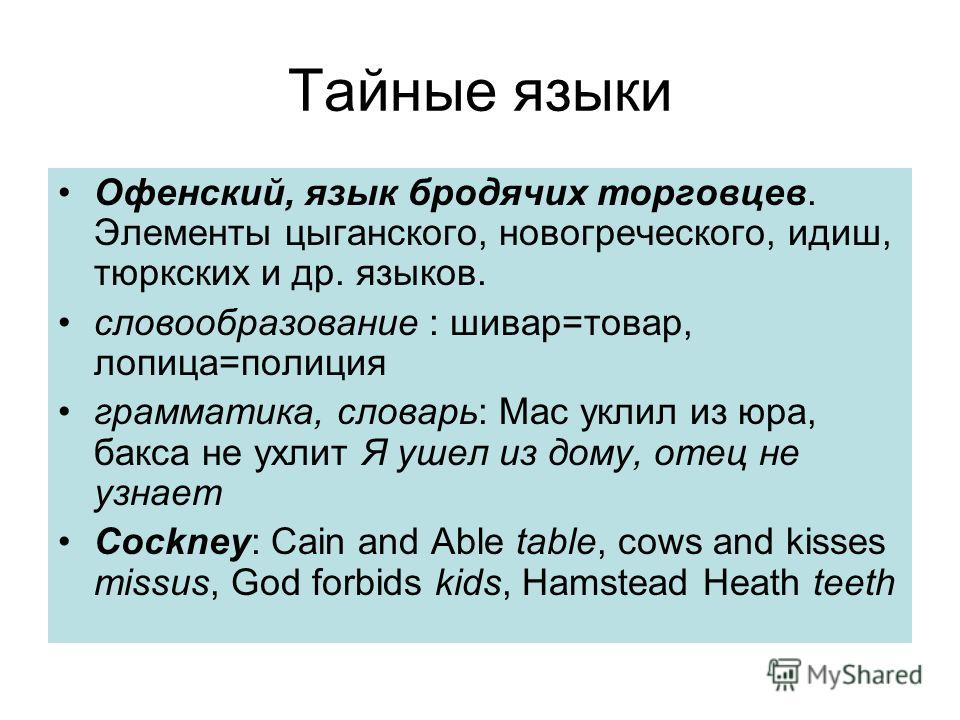 Тайные языки
• Офенский, язык бродячих торговцев.
Элементы цыганского, новогреческого, идиш,
тюркских и др. языков.
• словообразование : шивар=товар,
лопица=полиция
• грамматика, словарь: Мас уклил из юра,
бакса не ухлит Я ушел из дому, отец не
узнает
• Cockney: Cain and Able table, cows and kisses
missus, God forbids kids, Hamstead Heath teeth
MyShared